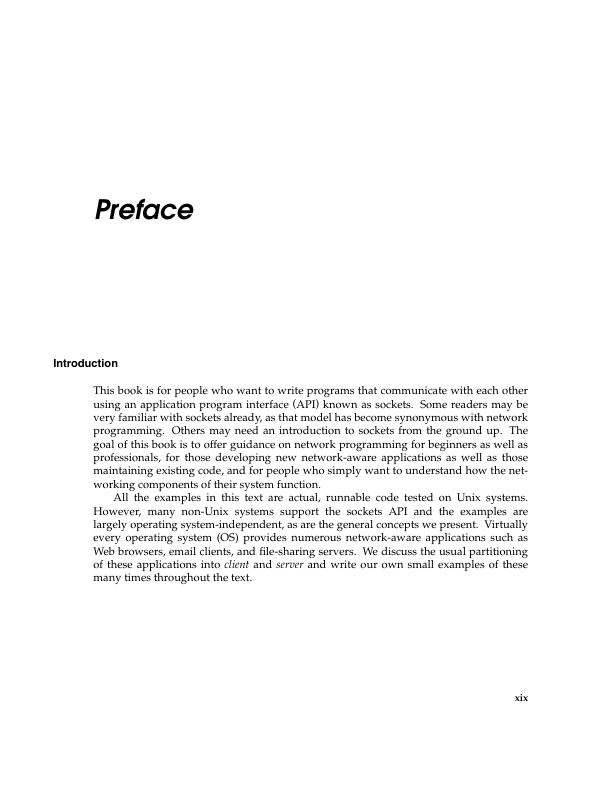 Preface
Introduction
This book is for people who want to write programs that communicate with each other
using an application program interface (API) known as sockets. Some readers may be
very familiar with sockets already, as that model has become synonymous with network
programming. Others may need an introduction to sockets from the ground up. The
goal of this book is to offer guidance on network programming for beginners as well as
professionals, for those developing new network-aware applications as well as those
maintaining existing code, and for people who simply want to understand how the net-
working components of their system function.
All the examples in this text are actual, runnable code tested on Unix systems.
However, many non-Unix systems support the sockets API and the examples are
largely operating system-independent, as are the general concepts we present. Virtually
every operating system (OS) provides numerous network-aware applications such as
Web browsers, email clients, and file-sharing servers. We discuss the usual partitioning
of these applications into client and server and write our own small examples of these
many times throughout the text.
xix